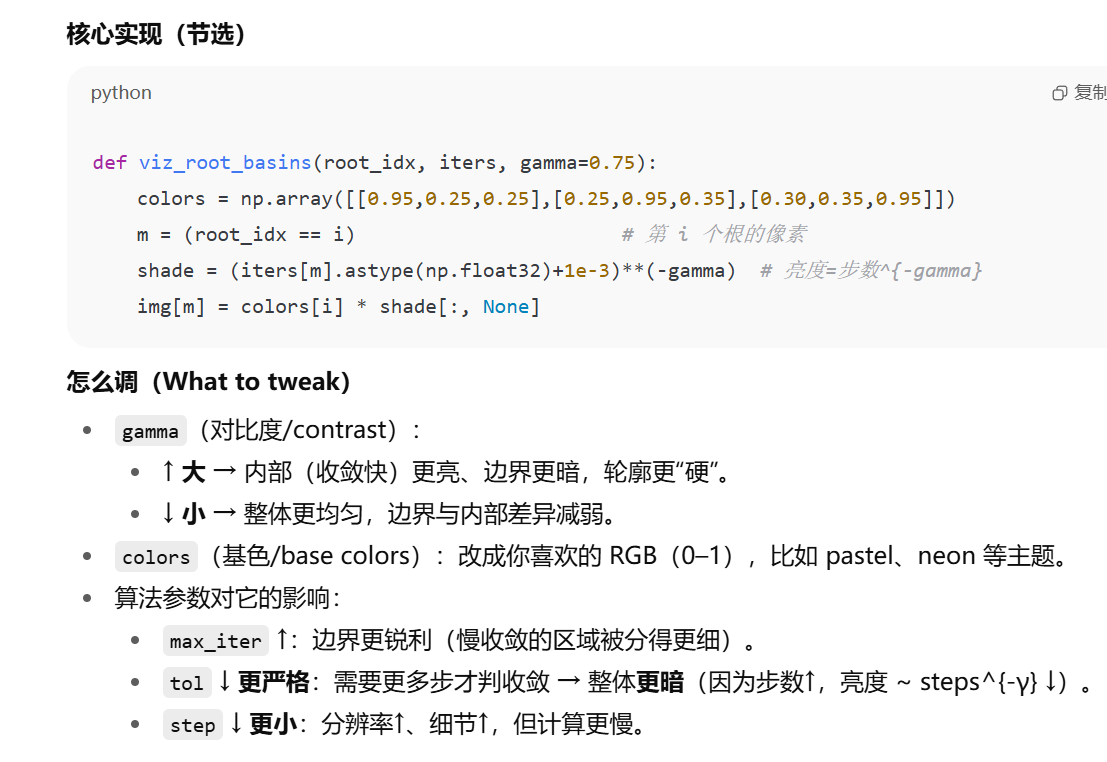 核心实现（节选）
python
复制
def viz_root_basins(root_idx, iters, gamma=0.75):
colors = np.array([[0.95,0.25,0.25],[0.25,0.95,0.35],[0.30,0.35,0.95]])
m = (root_idx == i) # 第 i 个根的像素
shade = (iters[m].astype(np.float32)+1e-3)**(-gamma) # 亮度=步数^{-gamma}
img[m] = colors[i] * shade[:, None]
怎么调（What to tweak）
• gamma（对比度/contrast）：
• ↑大 → 内部（收敛快）更亮、边界更暗，轮廓更“硬”。
• ↓小 → 整体更均匀，边界与内部差异减弱。
• colors（基色/base colors）：改成你喜欢的 RGB（0–1），比如 pastel、neon 等主题。
• 算法参数对它的影响：
• max_iter ↑：边界更锐利（慢收敛的区域被分得更细）。
• tol ↓更严格：需要更多步才判收敛 → 整体更暗（因为步数↑，亮度 ~ steps^{-γ}↓）。
• step ↓更小：分辨率↑、细节↑，但计算更慢。